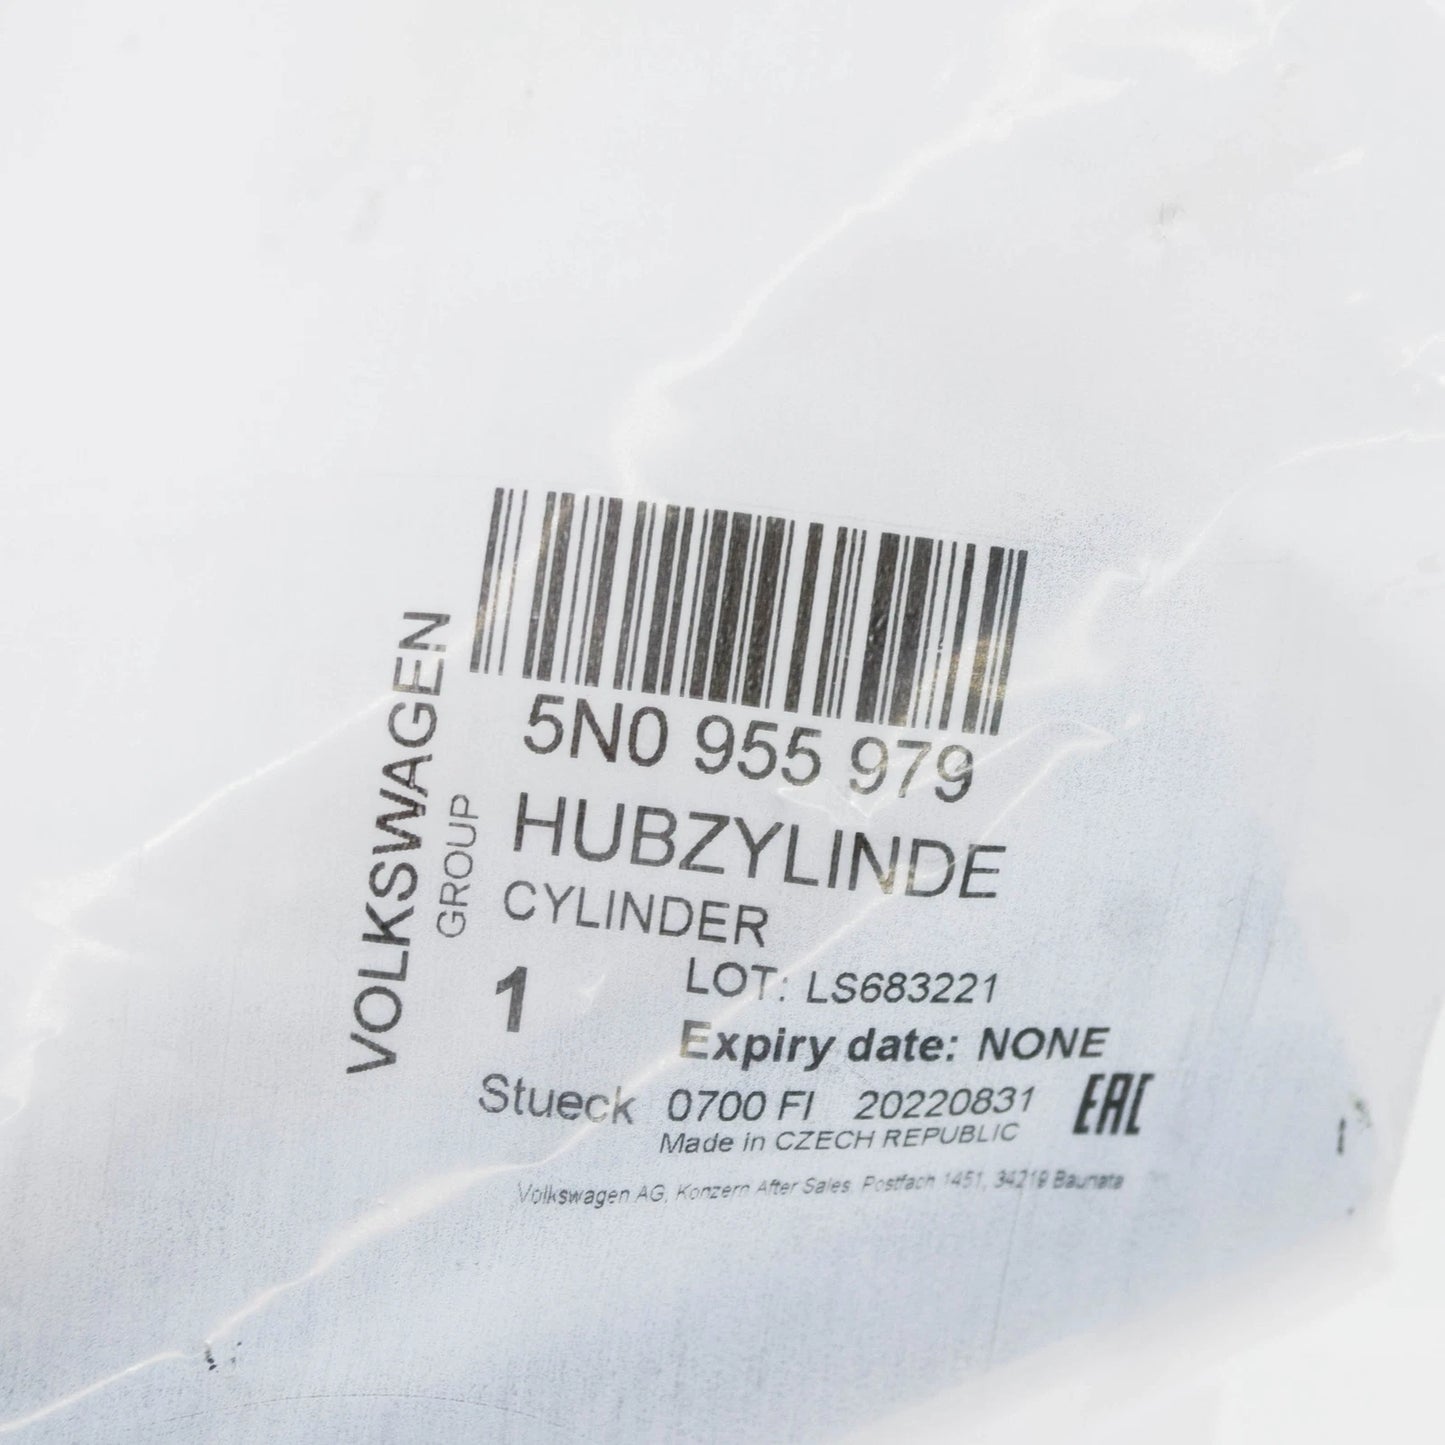 VOLKSWAGEN
GROUP
5N0 955 979
HUBZYLINDE
CYLINDER
1
LOT: LS683221
Expiry date: NONE
Stueck 0700 FI 20220831 EAC
Made in CZECH REPUBLIC
Volkswagen AG, Konzern After Sales, Postfach 1451, 34219 Baunata